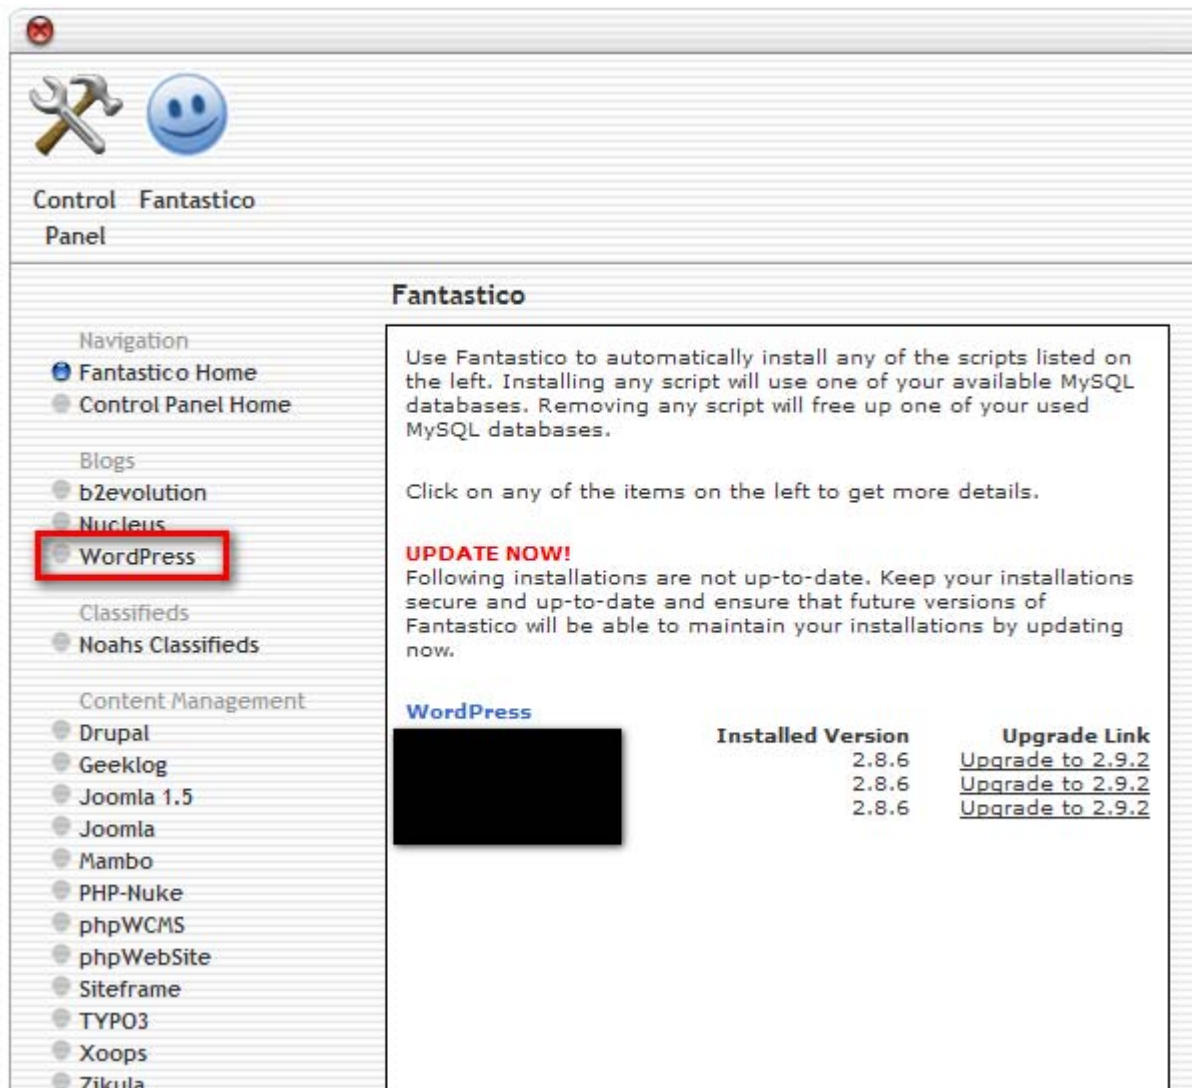 Control Fantastico
Panel
Fantastico
Navigation
Fantastico Home
Control Panel Home
Blogs
b2evolution
Nucleus
WordPress
Classifieds
Noahs Classifieds
Content Management
Drupal
Geeklog
Joomla 1.5
Joomla
Mambo
PHP-Nuke
phpWCMS
phpWebSite
Siteframe
TYPO3
Xoops
Zikula
Use Fantastico to automatically install any of the scripts listed on
the left. Installing any script will use one of your available MySQL
databases. Removing any script will free up one of your used
MySQL databases.
Click on any of the items on the left to get more details.
UPDATE NOW!
Following installations are not up-to-date. Keep your installations
secure and up-to-date and ensure that future versions of
Fantastico will be able to maintain your installations by updating
now.
WordPress
Installed Version Upgrade Link
2.8.6 Upgrade to 2.9.2
2.8.6 Upgrade to 2.9.2
2.8.6 Upgrade to 2.9.2